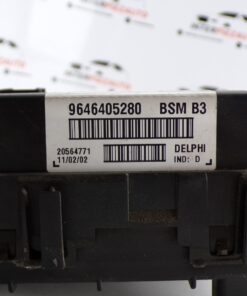 9646405280 BSM B3
20564771 DELPHI
11/02/02 IND: D